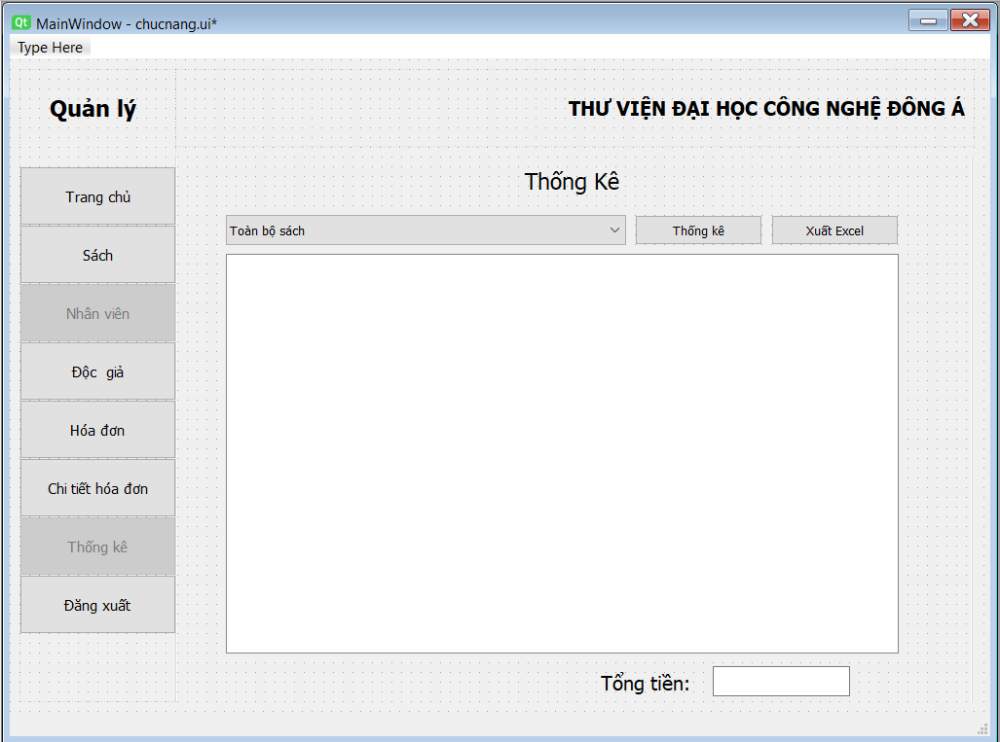 Qt MainWindow - chucnang.ui*
Type Here
Quản lý
THƯ VIỆN ĐẠI HỌC CÔNG NGHỆ ĐÔNG Á
Thống Kê
Toàn bộ sách
Thống kê
Xuất Excel
Trang chủ
Sách
Nhân viên
Độc giả
Hóa đơn
Chi tiết hóa đơn
Thống kê
Đăng xuất
Tổng tiền: